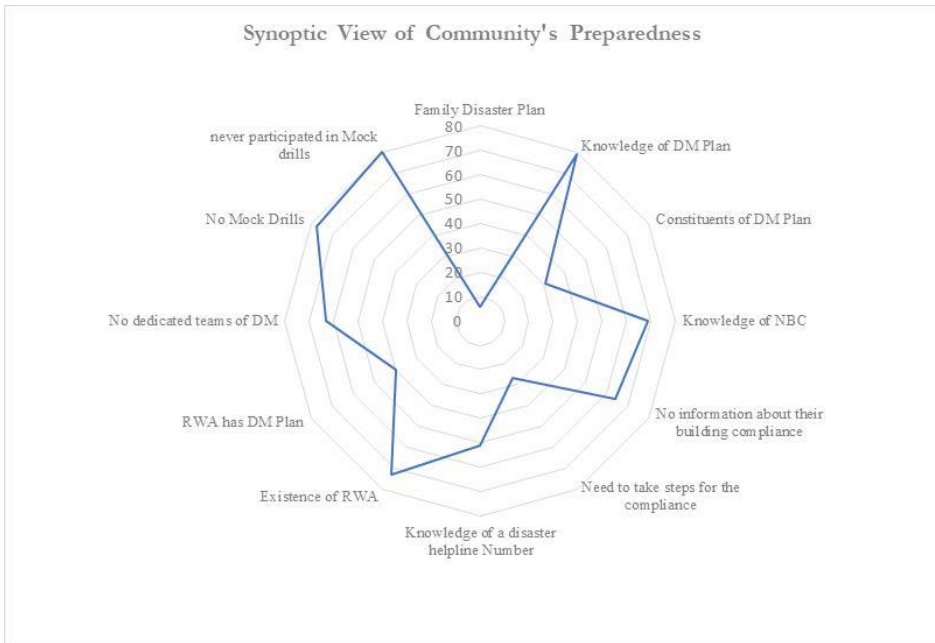 Synoptic View of Community's Preparedness
Family Disaster Plan
80
70
60
50
40
30
20
10
0
Knowledge of DM Plan
Constituents of DM Plan
Knowledge of NBC
No information about their
building compliance
Need to take steps for the
compliance
Knowledge of a disaster
helpline Number
Existence of RWA
RWA has DM Plan
No dedicated teams of DM
No Mock Drills
never participated in Mock
drills